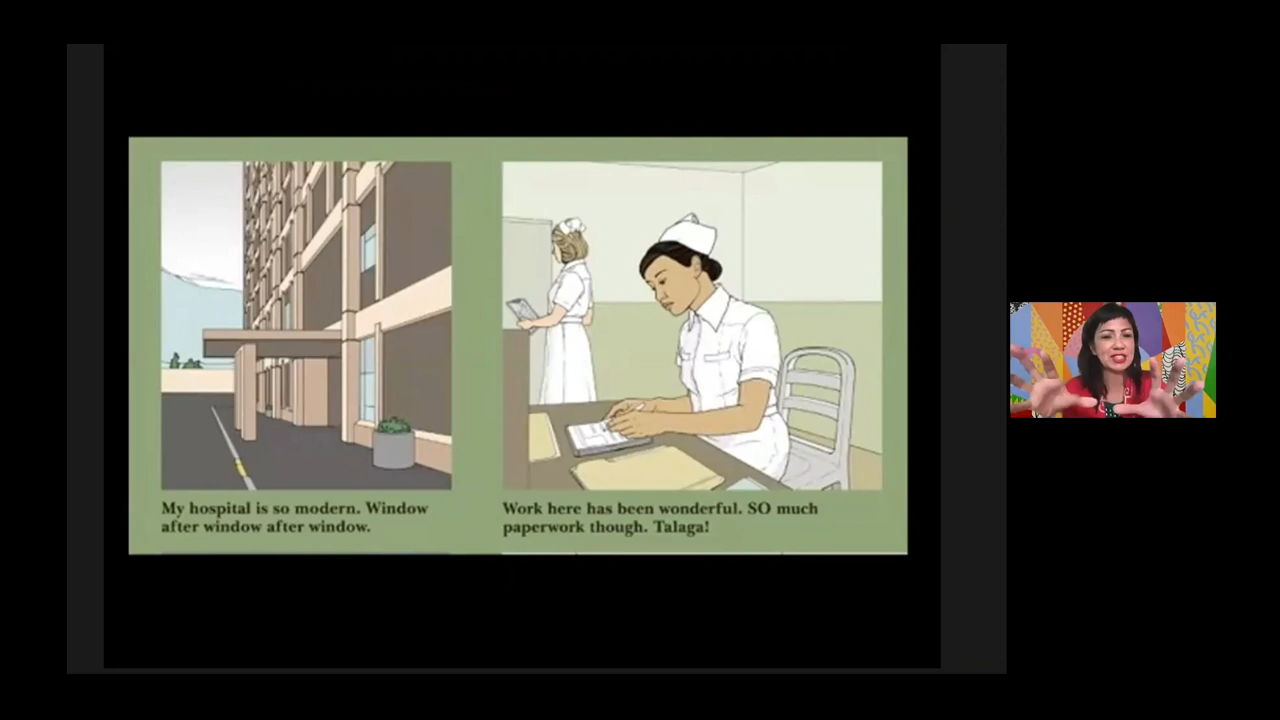 My hospital is so modern. Window
after window after window.
Work here has been wonderful. SO much
paperwork though. Talaga!